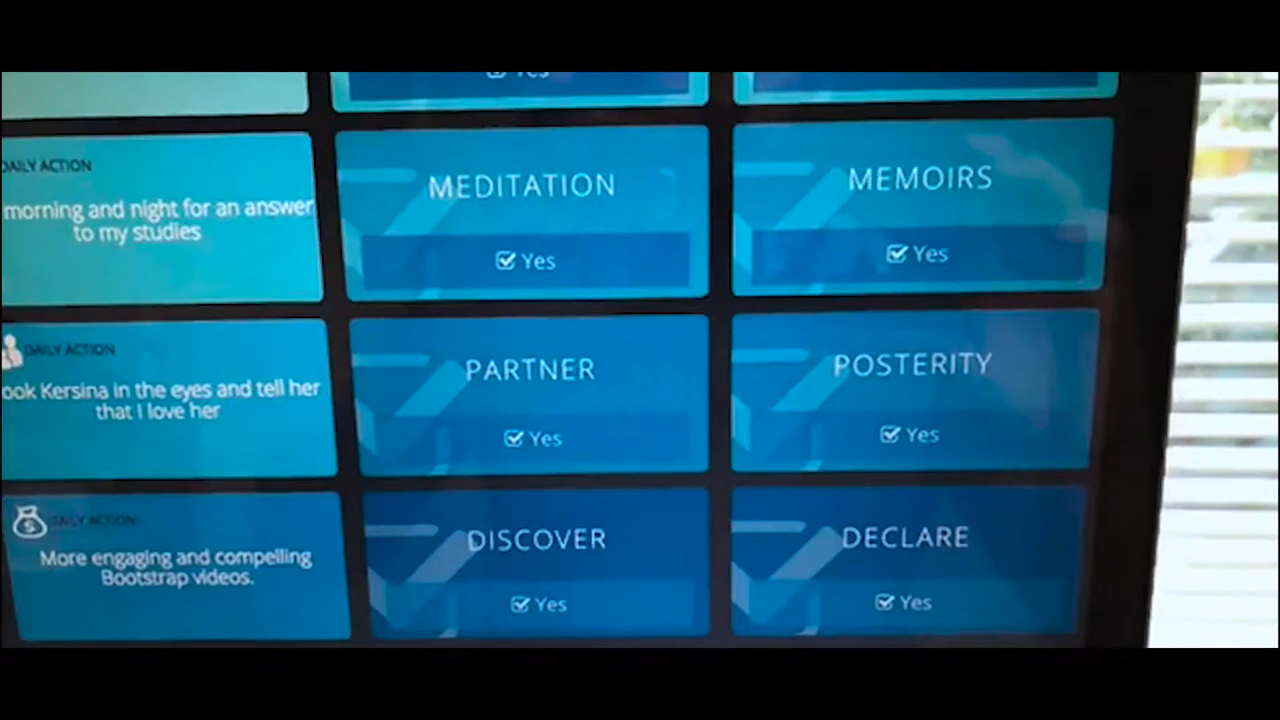 Yes
DAILY ACTION
morning and night for an answer
to my studies
MEDITATION
Yes
MEMOIRS
Yes
DAILY ACTION
ook Kersina in the eyes and tell her
that I love her
PARTNER
Yes
POSTERITY
Yes
DAILY ACTION
More engaging and compelling
Bootstrap videos.
DISCOVER
Yes
DECLARE
Yes